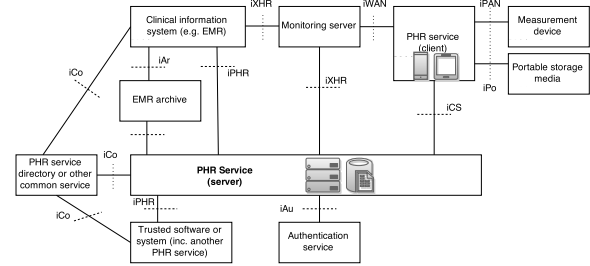 iXHR
iWAN
iPAN
Clinical information
system (e.g. EMR)
Monitoring server
PHR service
(client)
Measurement
device
iAr
iPHR
iXHR
iPo
Portable storage
media
iCo
EMR archive
iCS
PHR service
directory or other
common service
iCo
PHR Service
(server)
iCo
iPHR
iAu
Trusted software or
system (inc. another
PHR service)
Authentication
service